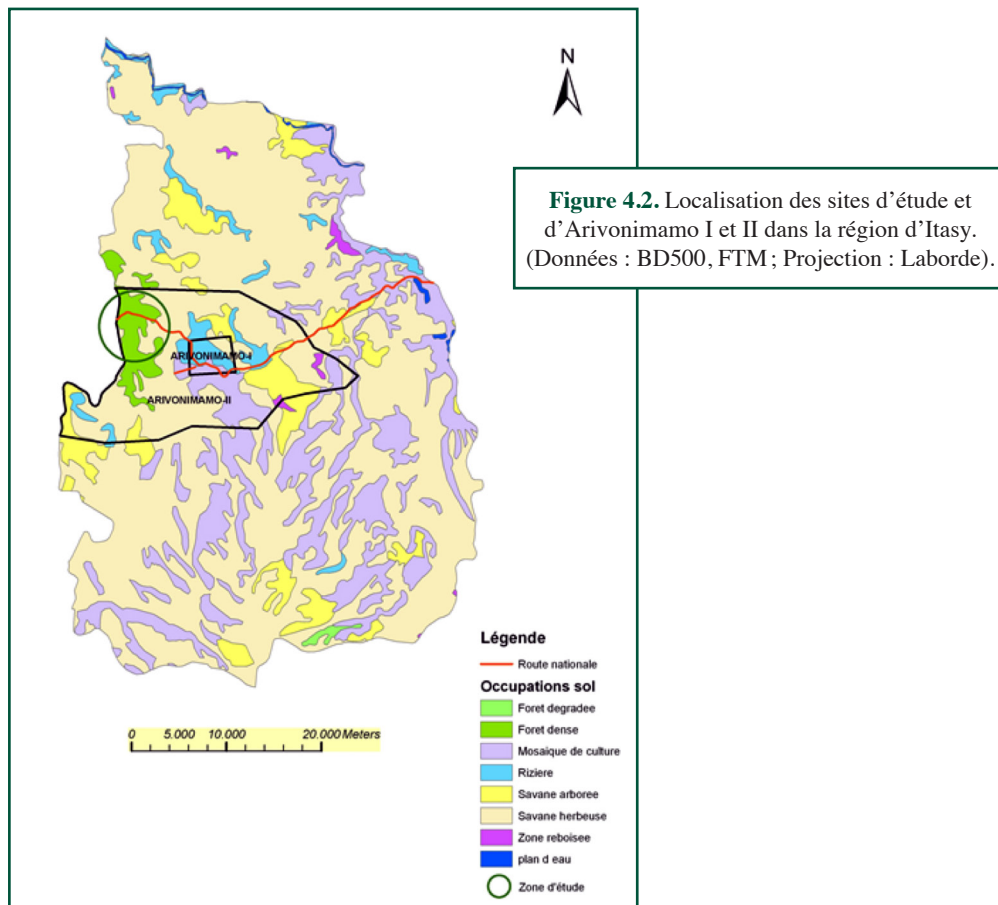 N
Figure 4.2. Localisation des sites d'étude et
d'Arivonimamo I et II dans la région d'Itasy.
(Données : BD500, FTM ; Projection : Laborde).
ARIVONIMAMO-I
ARIVONIMAMO-II
Légende
Route nationale
Occupations sol
Foret degradee
Foret dense
Mosaique de culture
Riziere
Savane arboree
Savane herbeuse
Zone reboisee
plan d eau
Zone d'étude
0 5.000 10.000 20.000 Meters